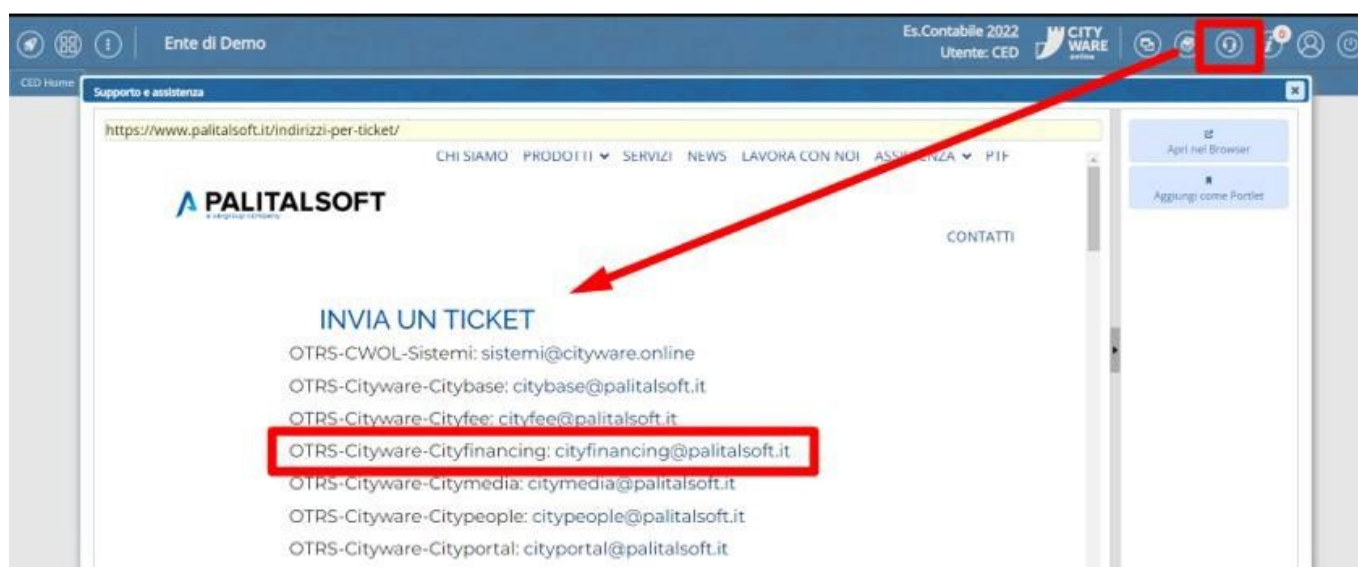 Ente di Demo
Es.Contabile 2022
Utente: CED
CITY
WARE
online
0
CED Home
Supporto e assistenza
https://www.palitalsoft.it/indirizzi-per-ticket/
CHI SIAMO PRODOTTI SERVIZI NEWS LAVORA CON NOI ASSISTENZA PTF
PALITALSOFT
CONTATTI
Apri nel Browser
Aggiungi come Portlet
INVIA UN TICKET
OTRS-CWOL-Sistemi: sistemi@cityware.online
OTRS-Cityware-Citybase: citybase@palitalsoft.it
OTRS-Cityware-Cityfee: cityfee@palitalsoft.it
OTRS-Cityware-Cityfinancing: cityfinancing@palitalsoft.it
OTRS-Cityware-Citymedia: citymedia@palitalsoft.it
OTRS-Cityware-Citypeople: citypeople@palitalsoft.it
OTRS-Cityware-Cityportal: cityportal@palitalsoft.it